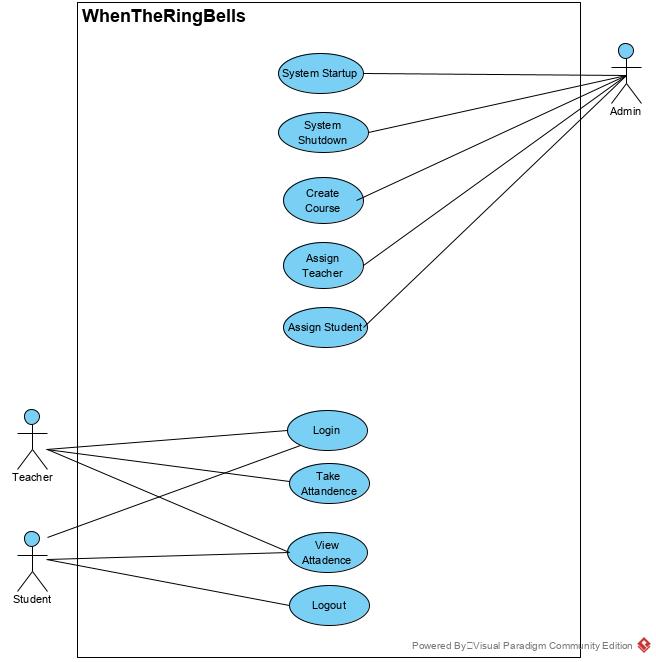 WhenTheRingBells
System Startup
System
Shutdown
Admin
Create
Course
Assign
Teacher
Assign Student
Login
Teacher
Take
Attandence
View
Attadence
Student
Logout
Powered By□Visual Paradigm Community Edition